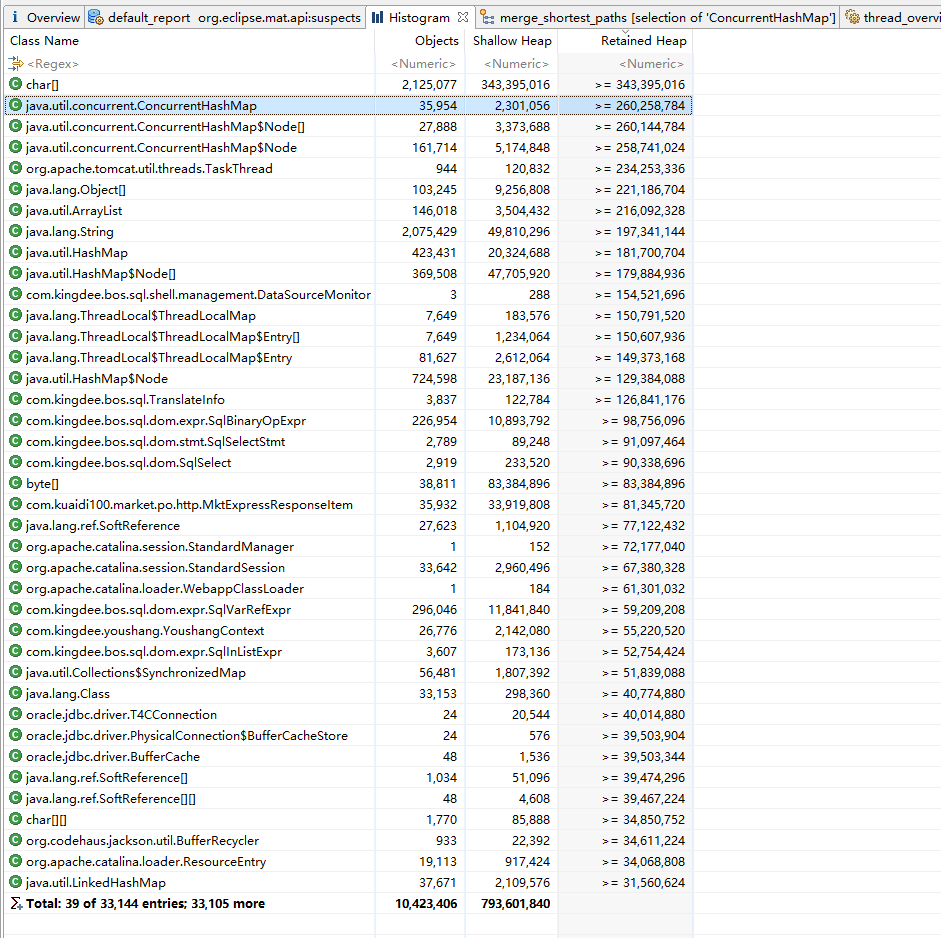 Overview default_report org.eclipse.mat.api:suspects Histogram merge_shortest_paths [selection of 'ConcurrentHashMap'] thread_overvi
Class Name Objects Shallow Heap Retained Heap
<Regex> <Numeric> <Numeric> <Numeric>
char[] 2,125,077 343,395,016 >= 343,395,016
java.util.concurrent.ConcurrentHashMap 35,954 2,301,056 >= 260,258,784
java.util.concurrent.ConcurrentHashMap$Node[] 27,888 3,373,688 >= 260,144,784
java.util.concurrent.ConcurrentHashMap$Node 161,714 5,174,848 >= 258,741,024
org.apache.tomcat.util.threads.TaskThread 944 120,832 >= 234,253,336
java.lang.Object[] 103,245 9,256,808 >= 221,186,704
java.util.ArrayList 146,018 3,504,432 >= 216,092,328
java.lang.String 2,075,429 49,810,296 >= 197,341,144
java.util.HashMap 423,431 20,324,688 >= 181,700,704
java.util.HashMap$Node[] 369,508 47,705,920 >= 179,884,936
com.kingdee.bos.sql.shell.management.DataSourceMonitor 3 288 >= 154,521,696
java.lang.ThreadLocal$ThreadLocalMap 7,649 183,576 >= 150,791,520
java.lang.ThreadLocal$ThreadLocalMap$Entry[] 7,649 1,234,064 >= 150,607,936
java.lang.ThreadLocal$ThreadLocalMap$Entry 81,627 2,612,064 >= 149,373,168
java.util.HashMap$Node 724,598 23,187,136 >= 129,384,088
com.kingdee.bos.sql.TranslateInfo 3,837 122,784 >= 126,841,176
com.kingdee.bos.sql.dom.expr.SqlBinaryOpExpr 226,954 10,893,792 >= 98,756,096
com.kingdee.bos.sql.dom.stmt.SqlSelectStmt 2,789 89,248 >= 91,097,464
com.kingdee.bos.sql.dom.SqlSelect 2,919 233,520 >= 90,338,696
byte[] 38,811 83,384,896 >= 83,384,896
com.kuaidi100.market.po.http.MktExpressResponseItem 35,932 33,919,808 >= 81,345,720
java.lang.ref.SoftReference 27,623 1,104,920 >= 77,122,432
org.apache.catalina.session.StandardManager 1 152 >= 72,177,040
org.apache.catalina.session.StandardSession 33,642 2,960,496 >= 67,380,328
org.apache.catalina.loader.WebappClassLoader 1 184 >= 61,301,032
com.kingdee.bos.sql.dom.expr.SqlVarRefExpr 296,046 11,841,840 >= 59,209,208
com.kingdee.youshang.YoushangContext 26,776 2,142,080 >= 55,220,520
com.kingdee.bos.sql.dom.expr.SqlInListExpr 3,607 173,136 >= 52,754,424
java.util.Collections$SynchronizedMap 56,481 1,807,392 >= 51,839,088
java.lang.Class 33,153 298,360 >= 40,774,880
oracle.jdbc.driver.T4CConnection 24 20,544 >= 40,014,880
oracle.jdbc.driver.PhysicalConnection$BufferCacheStore 24 576 >= 39,503,904
oracle.jdbc.driver.BufferCache 48 1,536 >= 39,503,344
java.lang.ref.SoftReference[] 1,034 51,096 >= 39,474,296
java.lang.ref.SoftReference[][] 48 4,608 >= 39,467,224
char[][] 1,770 85,888 >= 34,850,752
org.codehaus.jackson.util.BufferRecycler 933 22,392 >= 34,611,224
org.apache.catalina.loader.ResourceEntry 19,113 917,424 >= 34,068,808
java.util.LinkedHashMap 37,671 2,109,576 >= 31,560,624
Total: 39 of 33,144 entries; 33,105 more 10,423,406 793,601,840